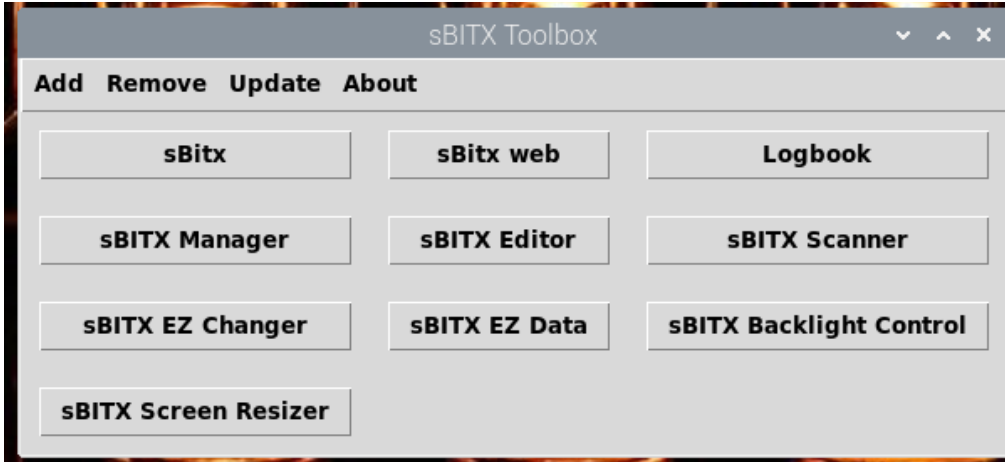 sBITX Toolbox
Add Remove Update About
sBitx sBitx web Logbook
sBITX Manager sBITX Editor sBITX Scanner
sBITX EZ Changer sBITX EZ Data sBITX Backlight Control
sBITX Screen Resizer